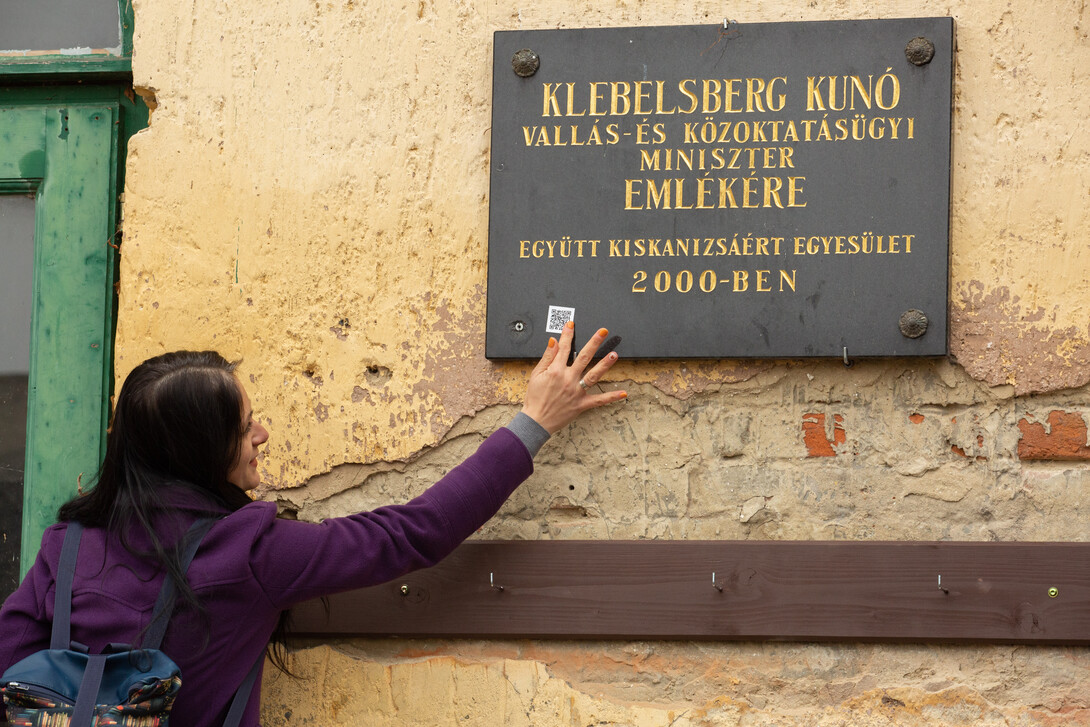 KLEBELSBERG KUNÓ
VALLÁS-ÉS KÖZOKTATÁSÜGYI
MINISZTER
EMLÉKÉRE
EGYÜTT KISKANIZSÁÉRT EGYESÜLET
2000-BEN